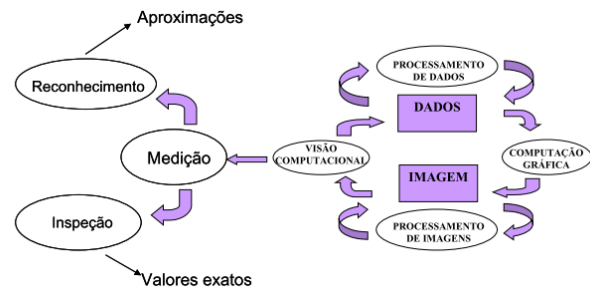 Aproximações
Reconhecimento
Medição
Inspeção
Valores exatos
PROCESSAMENTO
DE DADOS
DADOS
VISÃO
COMPUTACIONAL
COMPUTAÇÃO
GRÁFICA
IMAGEM
PROCESSAMENTO
DE IMAGENS